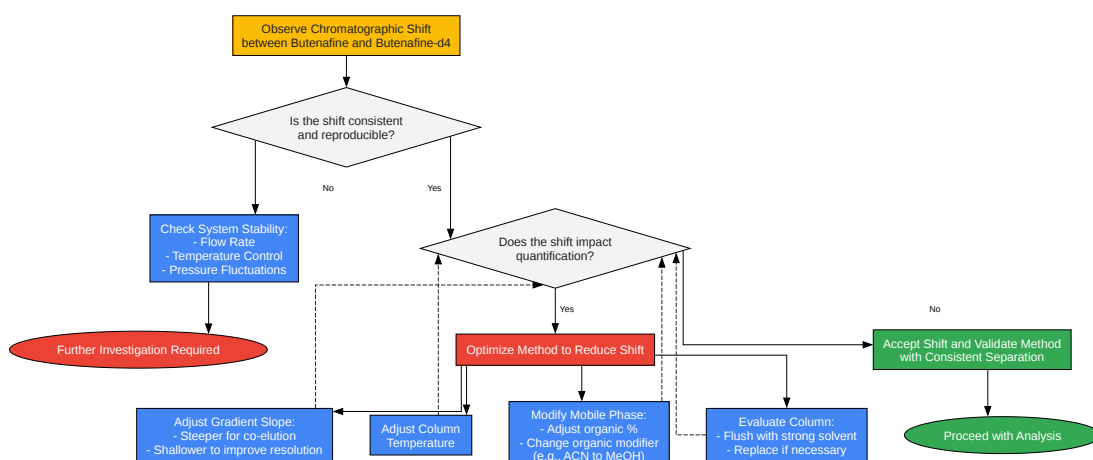 Observe Chromatographic Shift
between Butenafine and Butenafine-d4
Is the shift consistent
and reproducible?
No
Yes
Check System Stability:
- Flow Rate
- Temperature Control
- Pressure Fluctuations
Does the shift impact
quantification?
Yes
No
Further Investigation Required
Optimize Method to Reduce Shift
Accept Shift and Validate Method
with Consistent Separation
Adjust Gradient Slope:
- Steeper for co-elution
- Shallower to improve resolution
Adjust Column
Temperature
Modify Mobile Phase:
- Adjust organic %
- Change organic modifier
(e.g., ACN to MeOH)
Evaluate Column:
- Flush with strong solvent
- Replace if necessary
Proceed with Analysis